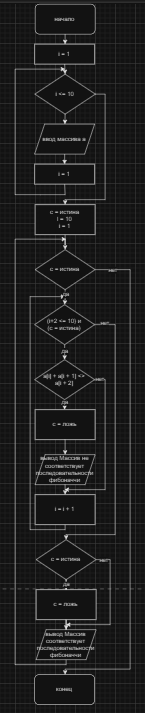 начало
i = 1
i <= 10
ввод массива a
i = 1
c = истина
i = 10
i = 1
c = истина
нет
да
(i+2 <= 10) и
(c = истина)
нет
да
a[i] + a[i + 1] <>
a[i + 2]
нет
да
c = ложь
вывод Массив не
соответствует
последовательности
фибоначчи
i = i + 1
c = истина
нет
да
c = ложь
вывод Массив
соответствует
последовательности
фибоначчи
конец